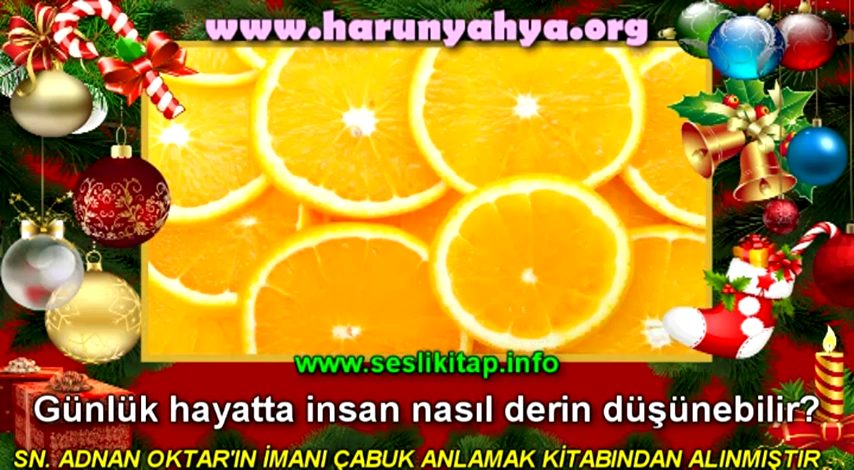 www.harunyahya.org
www.seslikitap.info
Günlük hayatta insan nasıl derin düşünebilir?
SN. ADNAN OKTAR'IN İMANI ÇABUK ANLAMAK KİTABINDAN ALINMIŞTIR